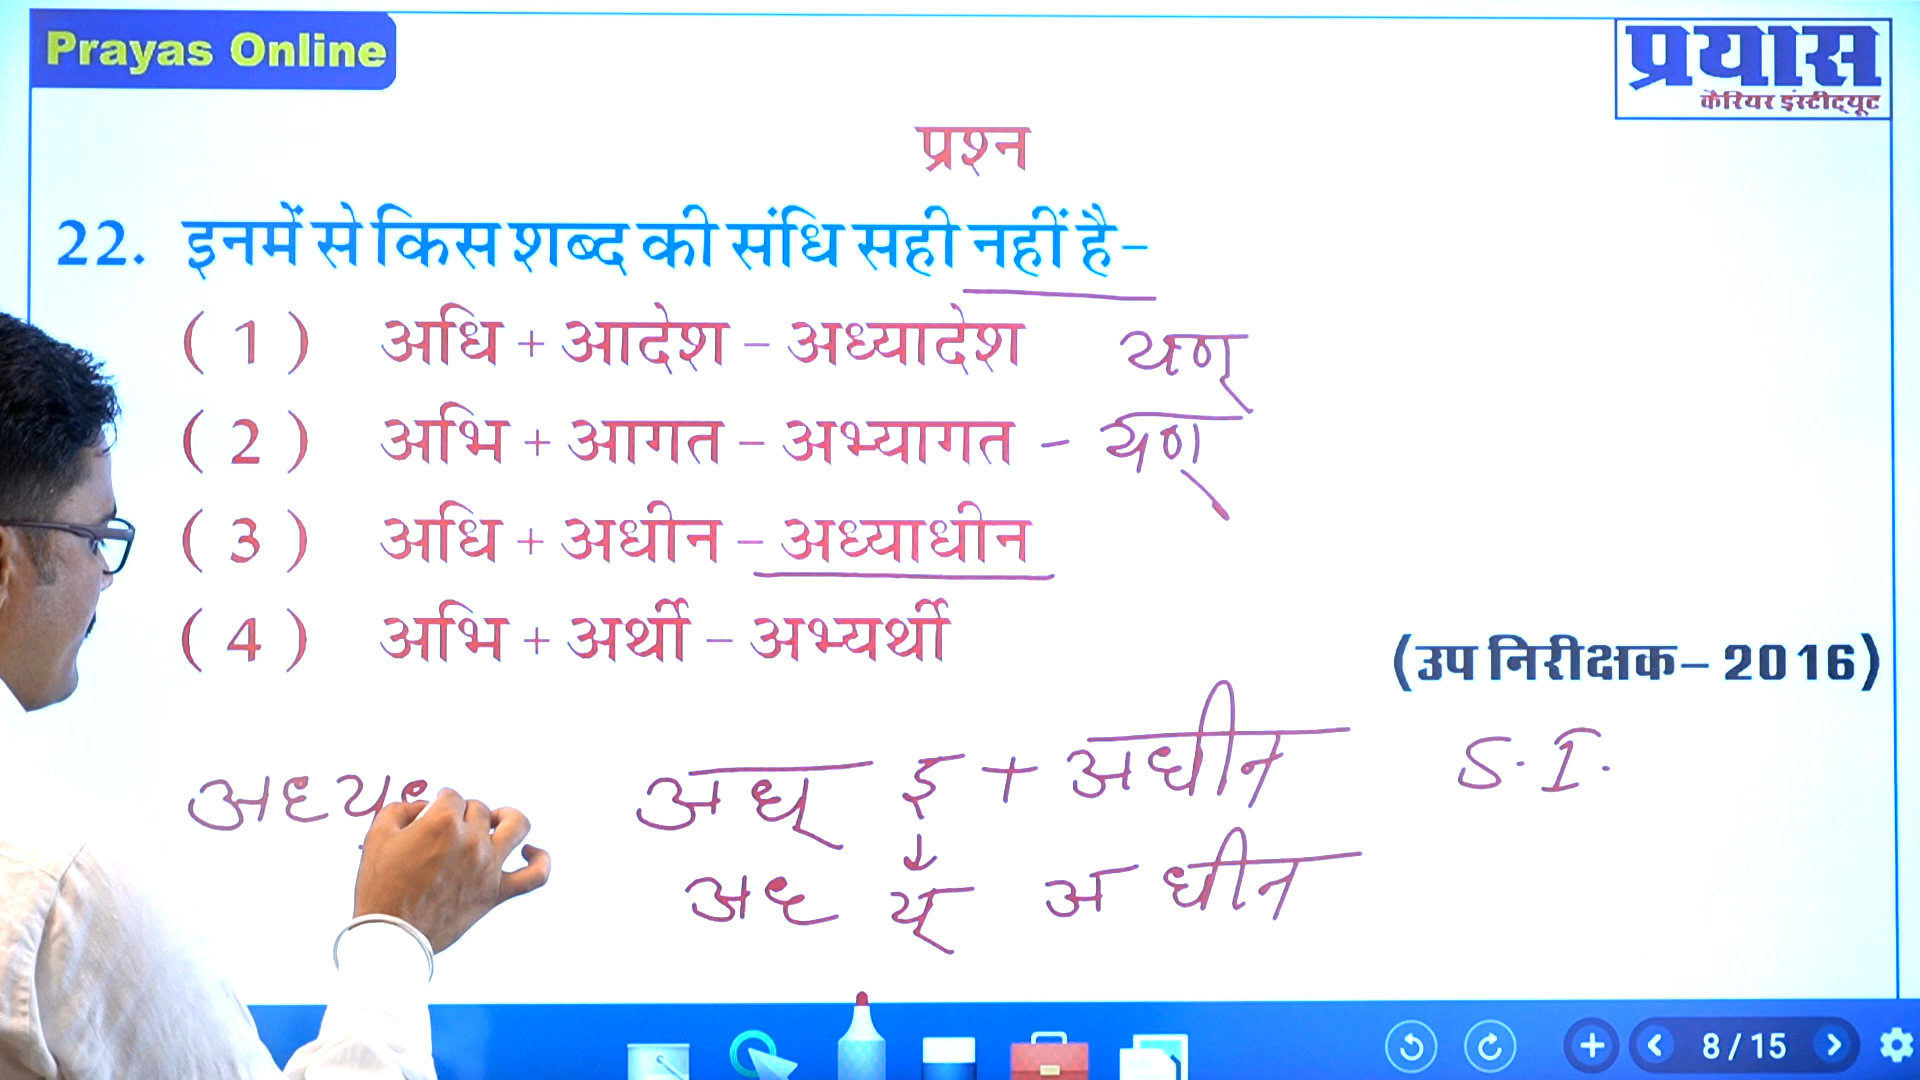 Prayas Online
प्रयास
कैरियर इंस्टीट्यूट
प्रश्न
22. इनमें से किस शब्द की संधि सही नहीं है–
( 1 ) अधि + आदेश – अध्यादेश यण्
( 2 ) अभि + आगत – अभ्यागत – यण्
( 3 ) अधि + अधीन – अध्याधीन
( 4 ) अभि + अर्थी – अभ्यर्थी
(उप निरीक्षक– 2016)
अध् इ + अधीन S.I.
अध् य् अ धीन
8 / 15